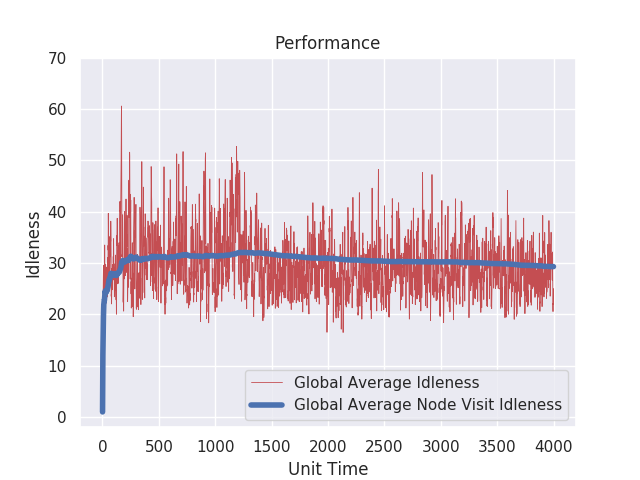 Performance
70
60
50
40
30
20
10
0
Idleness
0 500 1000 1500 2000 2500 3000 3500 4000
Unit Time
Global Average Idleness
Global Average Node Visit Idleness